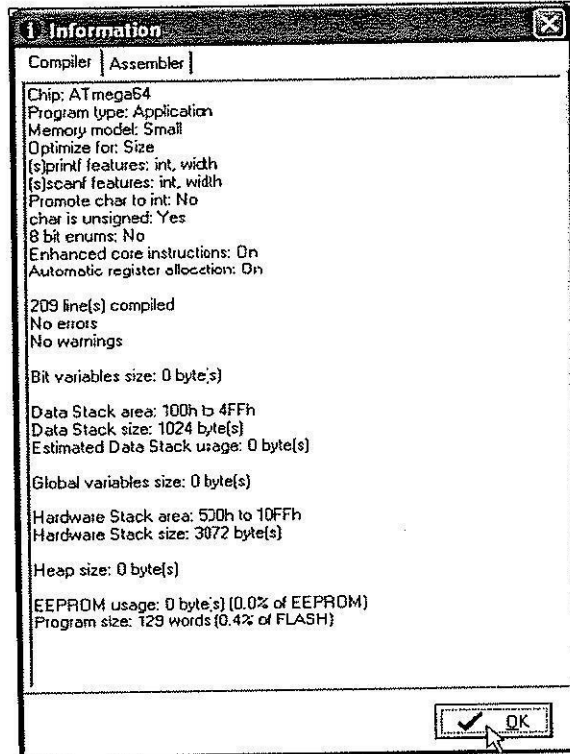 i Information
Compiler Assembler
Chip: ATmega64
Program type: Application
Memory model: Small
Optimize for: Size
(s)printf features: int, width
(s)scanf features: int, width
Promote char to int: No
char is unsigned: Yes
8 bit enums: No
Enhanced core instructions: On
Automatic register allocation: On
209 line(s) compiled
No errors
No warnings
Bit variables size: 0 byte(s)
Data Stack area: 100h to 4FFh
Data Stack size: 1024 byte(s)
Estimated Data Stack usage: 0 byte(s)
Global variables size: 0 byte(s)
Hardware Stack area: 500h to 10FFh
Hardware Stack size: 3072 byte(s)
Heap size: 0 byte(s)
EEPROM usage: 0 byte(s) (0.0% of EEPROM)
Program size: 129 words (0.4% of FLASH)
OK